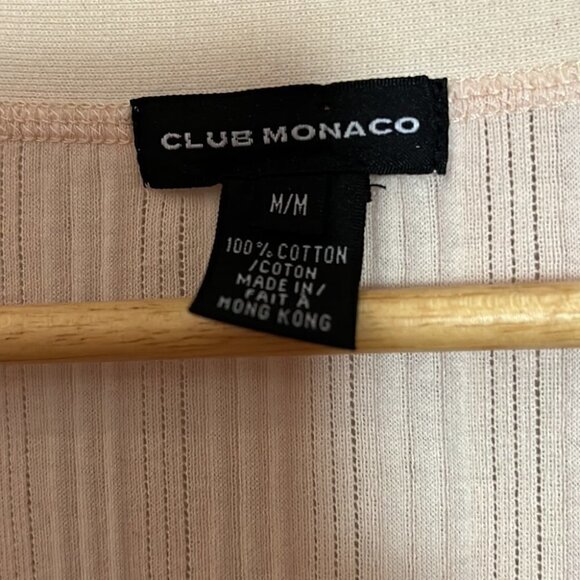 CLUB MONACO
M/M
100% COTTON
/COTON
MADE IN/
FAIT À
HONG KONG